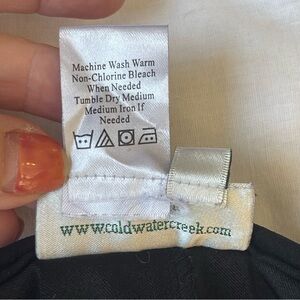 Machine Wash Warm
Non-Chlorine Bleach
When Needed
Tumble Dry Medium
Medium Iron If
Needed
www.coldwatercreek.com